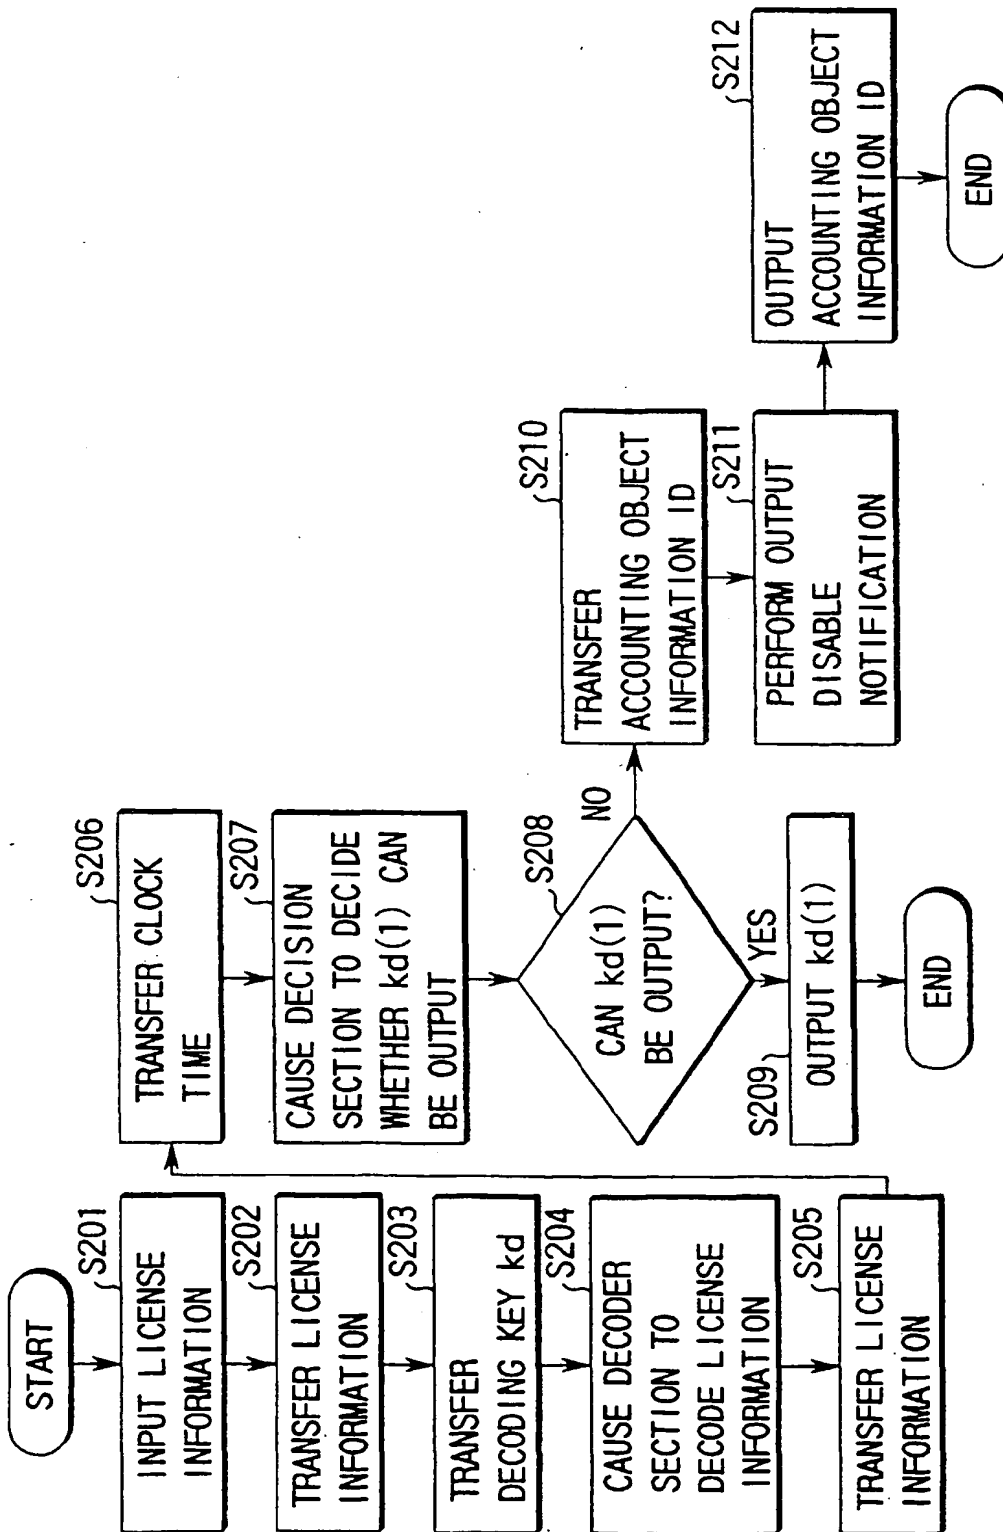 START
S201
INPUT LICENSE
INFORMATION
S202
TRANSFER LICENSE
INFORMATION
S203
TRANSFER
DECODING KEY kd
S204
CAUSE DECODER
SECTION TO
DECODE LICENSE
INFORMATION
S205
TRANSFER LICENSE
INFORMATION
S206
TRANSFER CLOCK
TIME
S207
CAUSE DECISION
SECTION TO DECIDE
WHETHER kd(1) CAN
BE OUTPUT
S208
CAN kd(1)
BE OUTPUT?
NO
YES
S209
OUTPUT kd(1)
END
S210
TRANSFER
ACCOUNTING OBJECT
INFORMATION ID
S211
PERFORM OUTPUT
DISABLE
NOTIFICATION
S212
OUTPUT
ACCOUNTING OBJECT
INFORMATION ID
END